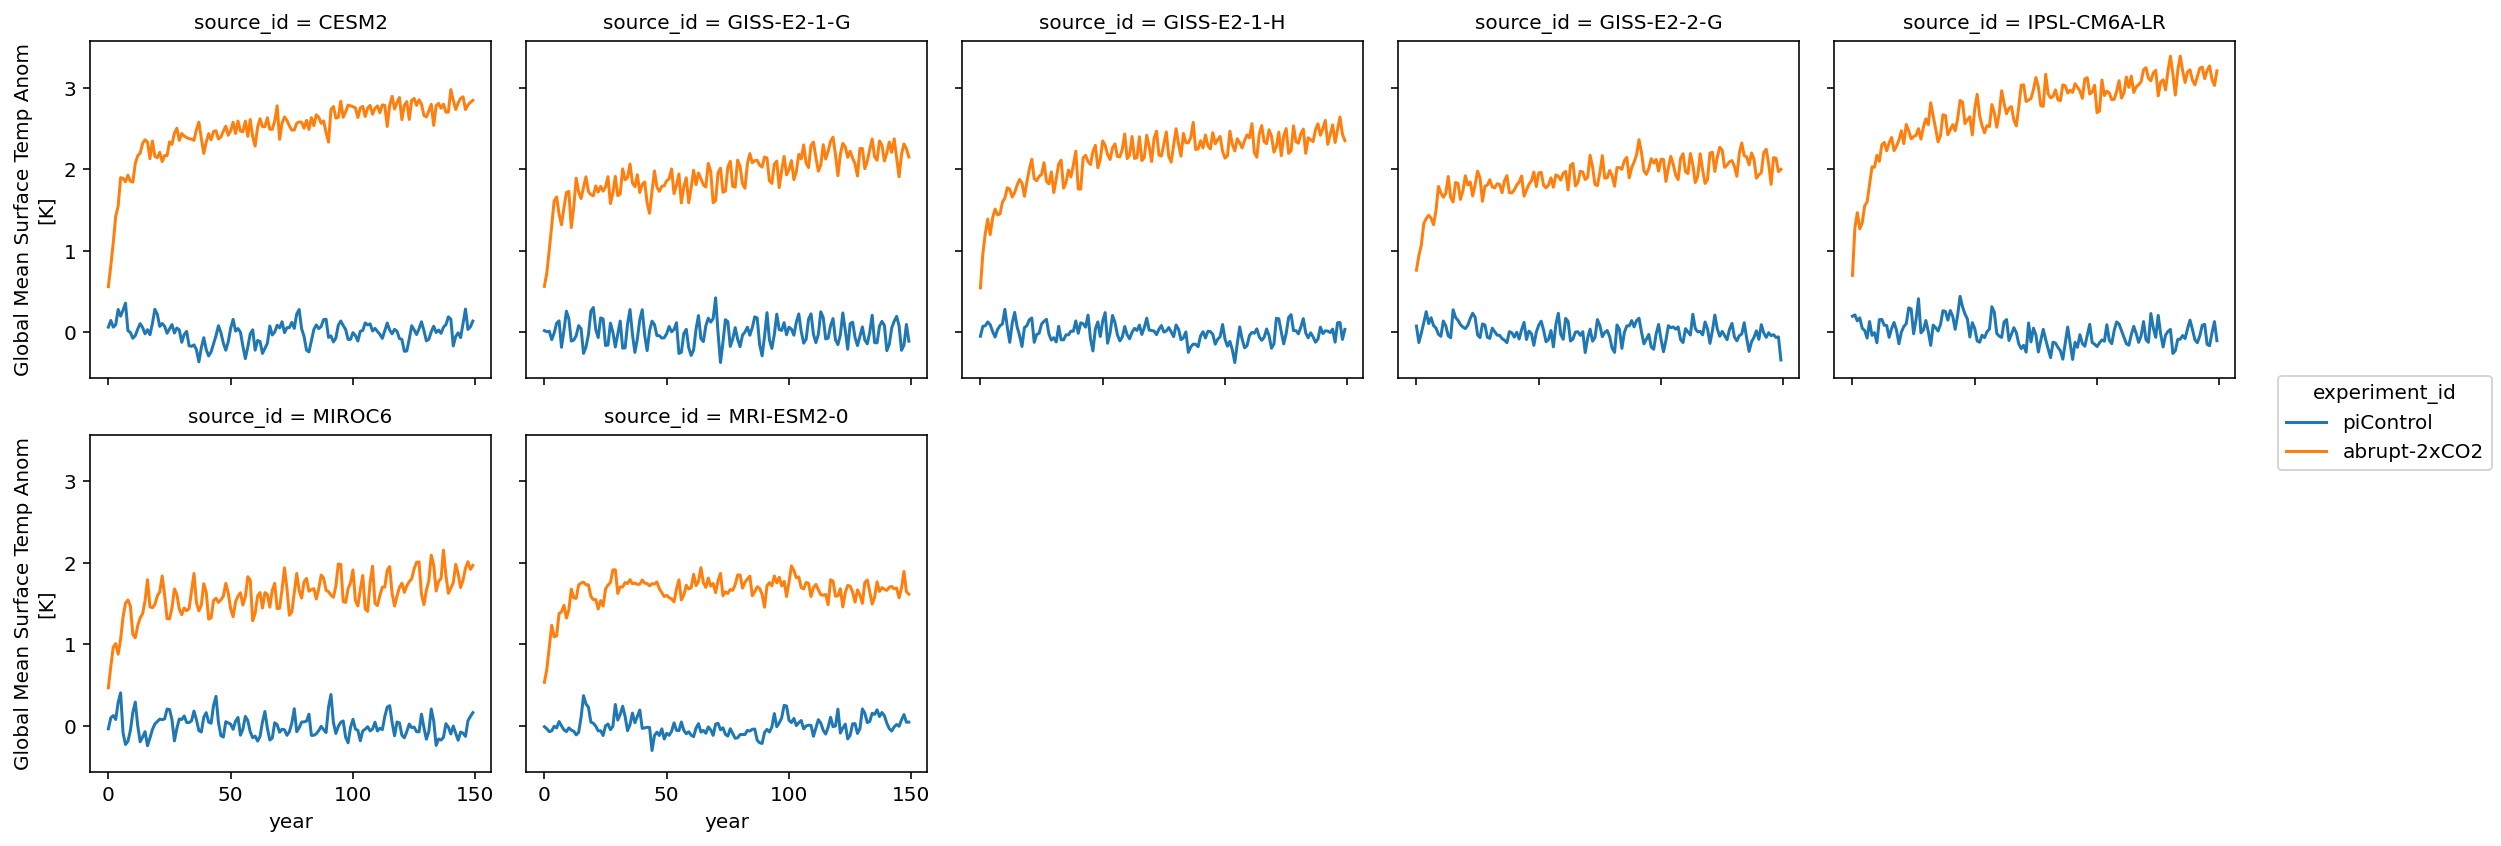 source_id = CESM2
source_id = GISS-E2-1-G
source_id = GISS-E2-1-H
source_id = GISS-E2-2-G
source_id = IPSL-CM6A-LR
Global Mean Surface Temp Anom
[K]
3
2
1
0
experiment_id
piControl
abrupt-2xCO2
source_id = MIROC6
source_id = MRI-ESM2-0
Global Mean Surface Temp Anom
[K]
3
2
1
0
0 50 100 150
0 50 100 150
year
year